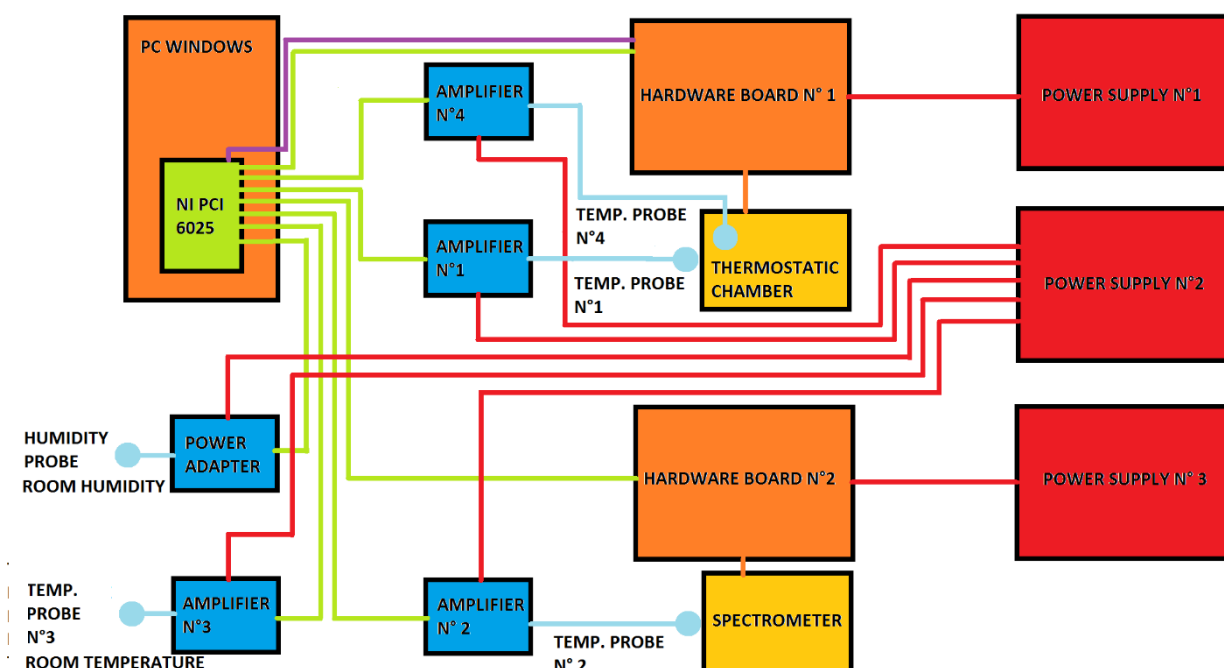 PC WINDOWS
NI PCI
6025
AMPLIFIER
N°4
HARDWARE BOARD N° 1
POWER SUPPLY N°1
TEMP. PROBE
N°4
AMPLIFIER
N°1
TEMP. PROBE
N°1
THERMOSTATIC
CHAMBER
POWER SUPPLY N°2
HUMIDITY
PROBE
ROOM HUMIDITY
POWER
ADAPTER
HARDWARE BOARD N°2
POWER SUPPLY N° 3
TEMP.
PROBE
N°3
ROOM TEMPERATURE
AMPLIFIER
N°3
AMPLIFIER
N° 2
TEMP. PROBE
N° 2
SPECTROMETER